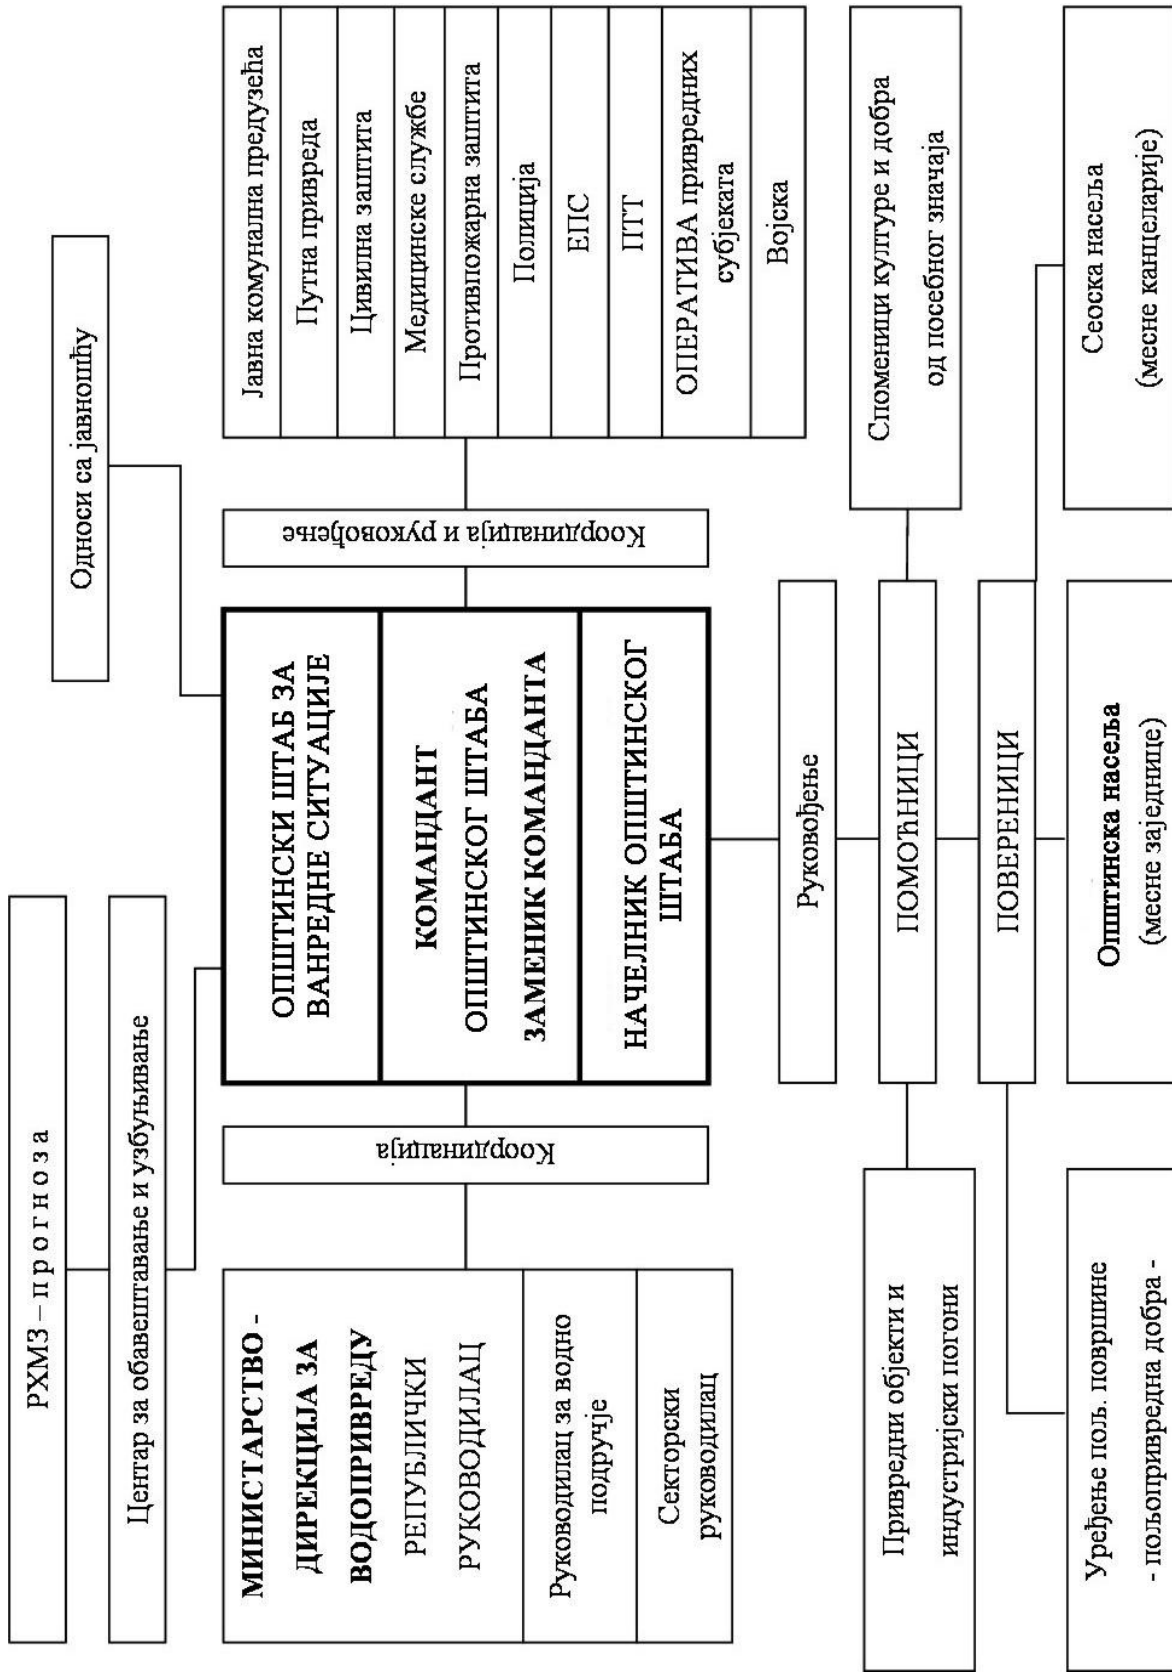 РХМЗ – п р о г н о з а
Центар за обавештавање и узбуњивање
Односи са јавношћу
МИНИСТАРСТВО -
ДИРЕКЦИЈА ЗА
ВОДОПРИВРЕДУ
РЕПУБЛИЧКИ
РУКОВОДИЛАЦ
Руководилац за водно
подручје
Секторски
руководилац
Координација
ОПШТИНСКИ ШТАБ ЗА
ВАНРЕДНЕ СИТУАЦИЈЕ
КОМАНДАНТ
ОПШТИНСКОГ ШТАБА
ЗАМЕНИК КОМАНДАНТА
НАЧЕЛНИК ОПШТИНСКОГ
ШТАБА
Координација и руковођење
Јавна комунална предузећа
Путна привреда
Цивилна заштита
Медицинске службе
Противпожарна заштита
Полиција
ЕПС
ПТТ
ОПЕРАТИВА привредних
субјеката
Војска
Руковођење
Привредни објекти и
индустријски погони
ПОМОЋНИЦИ
Споменици културе и добра
од посебног значаја
ПОВЕРЕНИЦИ
Уређење пољ. површине
- пољопривредна добра -
Општинска насеља
(месне заједнице)
Сеоска насеља
(месне канцеларије)